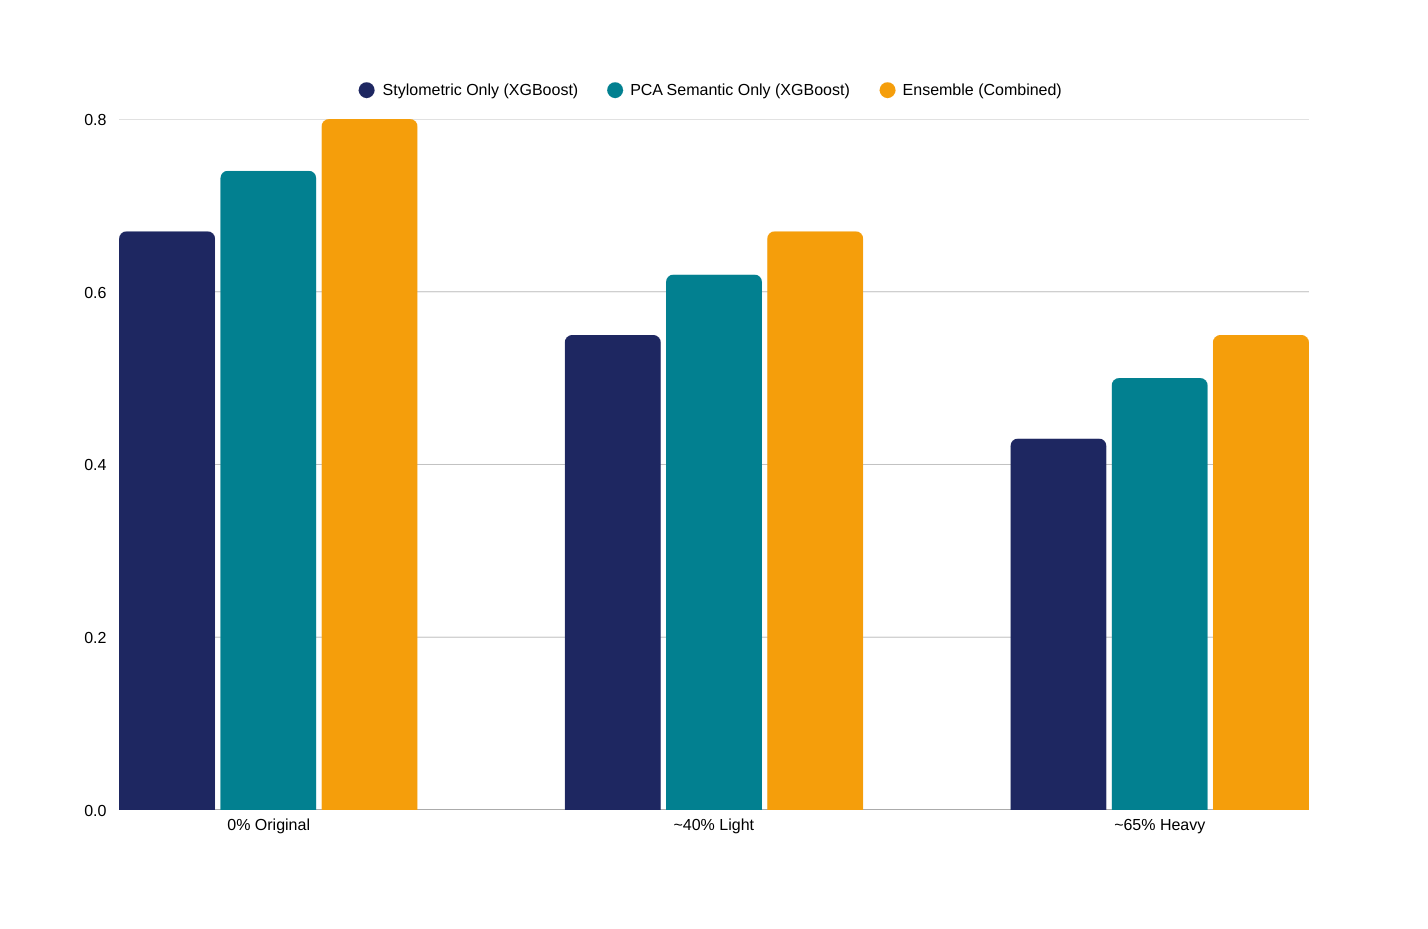 Stylometric Only (XGBoost) PCA Semantic Only (XGBoost) Ensemble (Combined)
0.8
0.6
0.4
0.2
0.0
0% Original ~40% Light ~65% Heavy